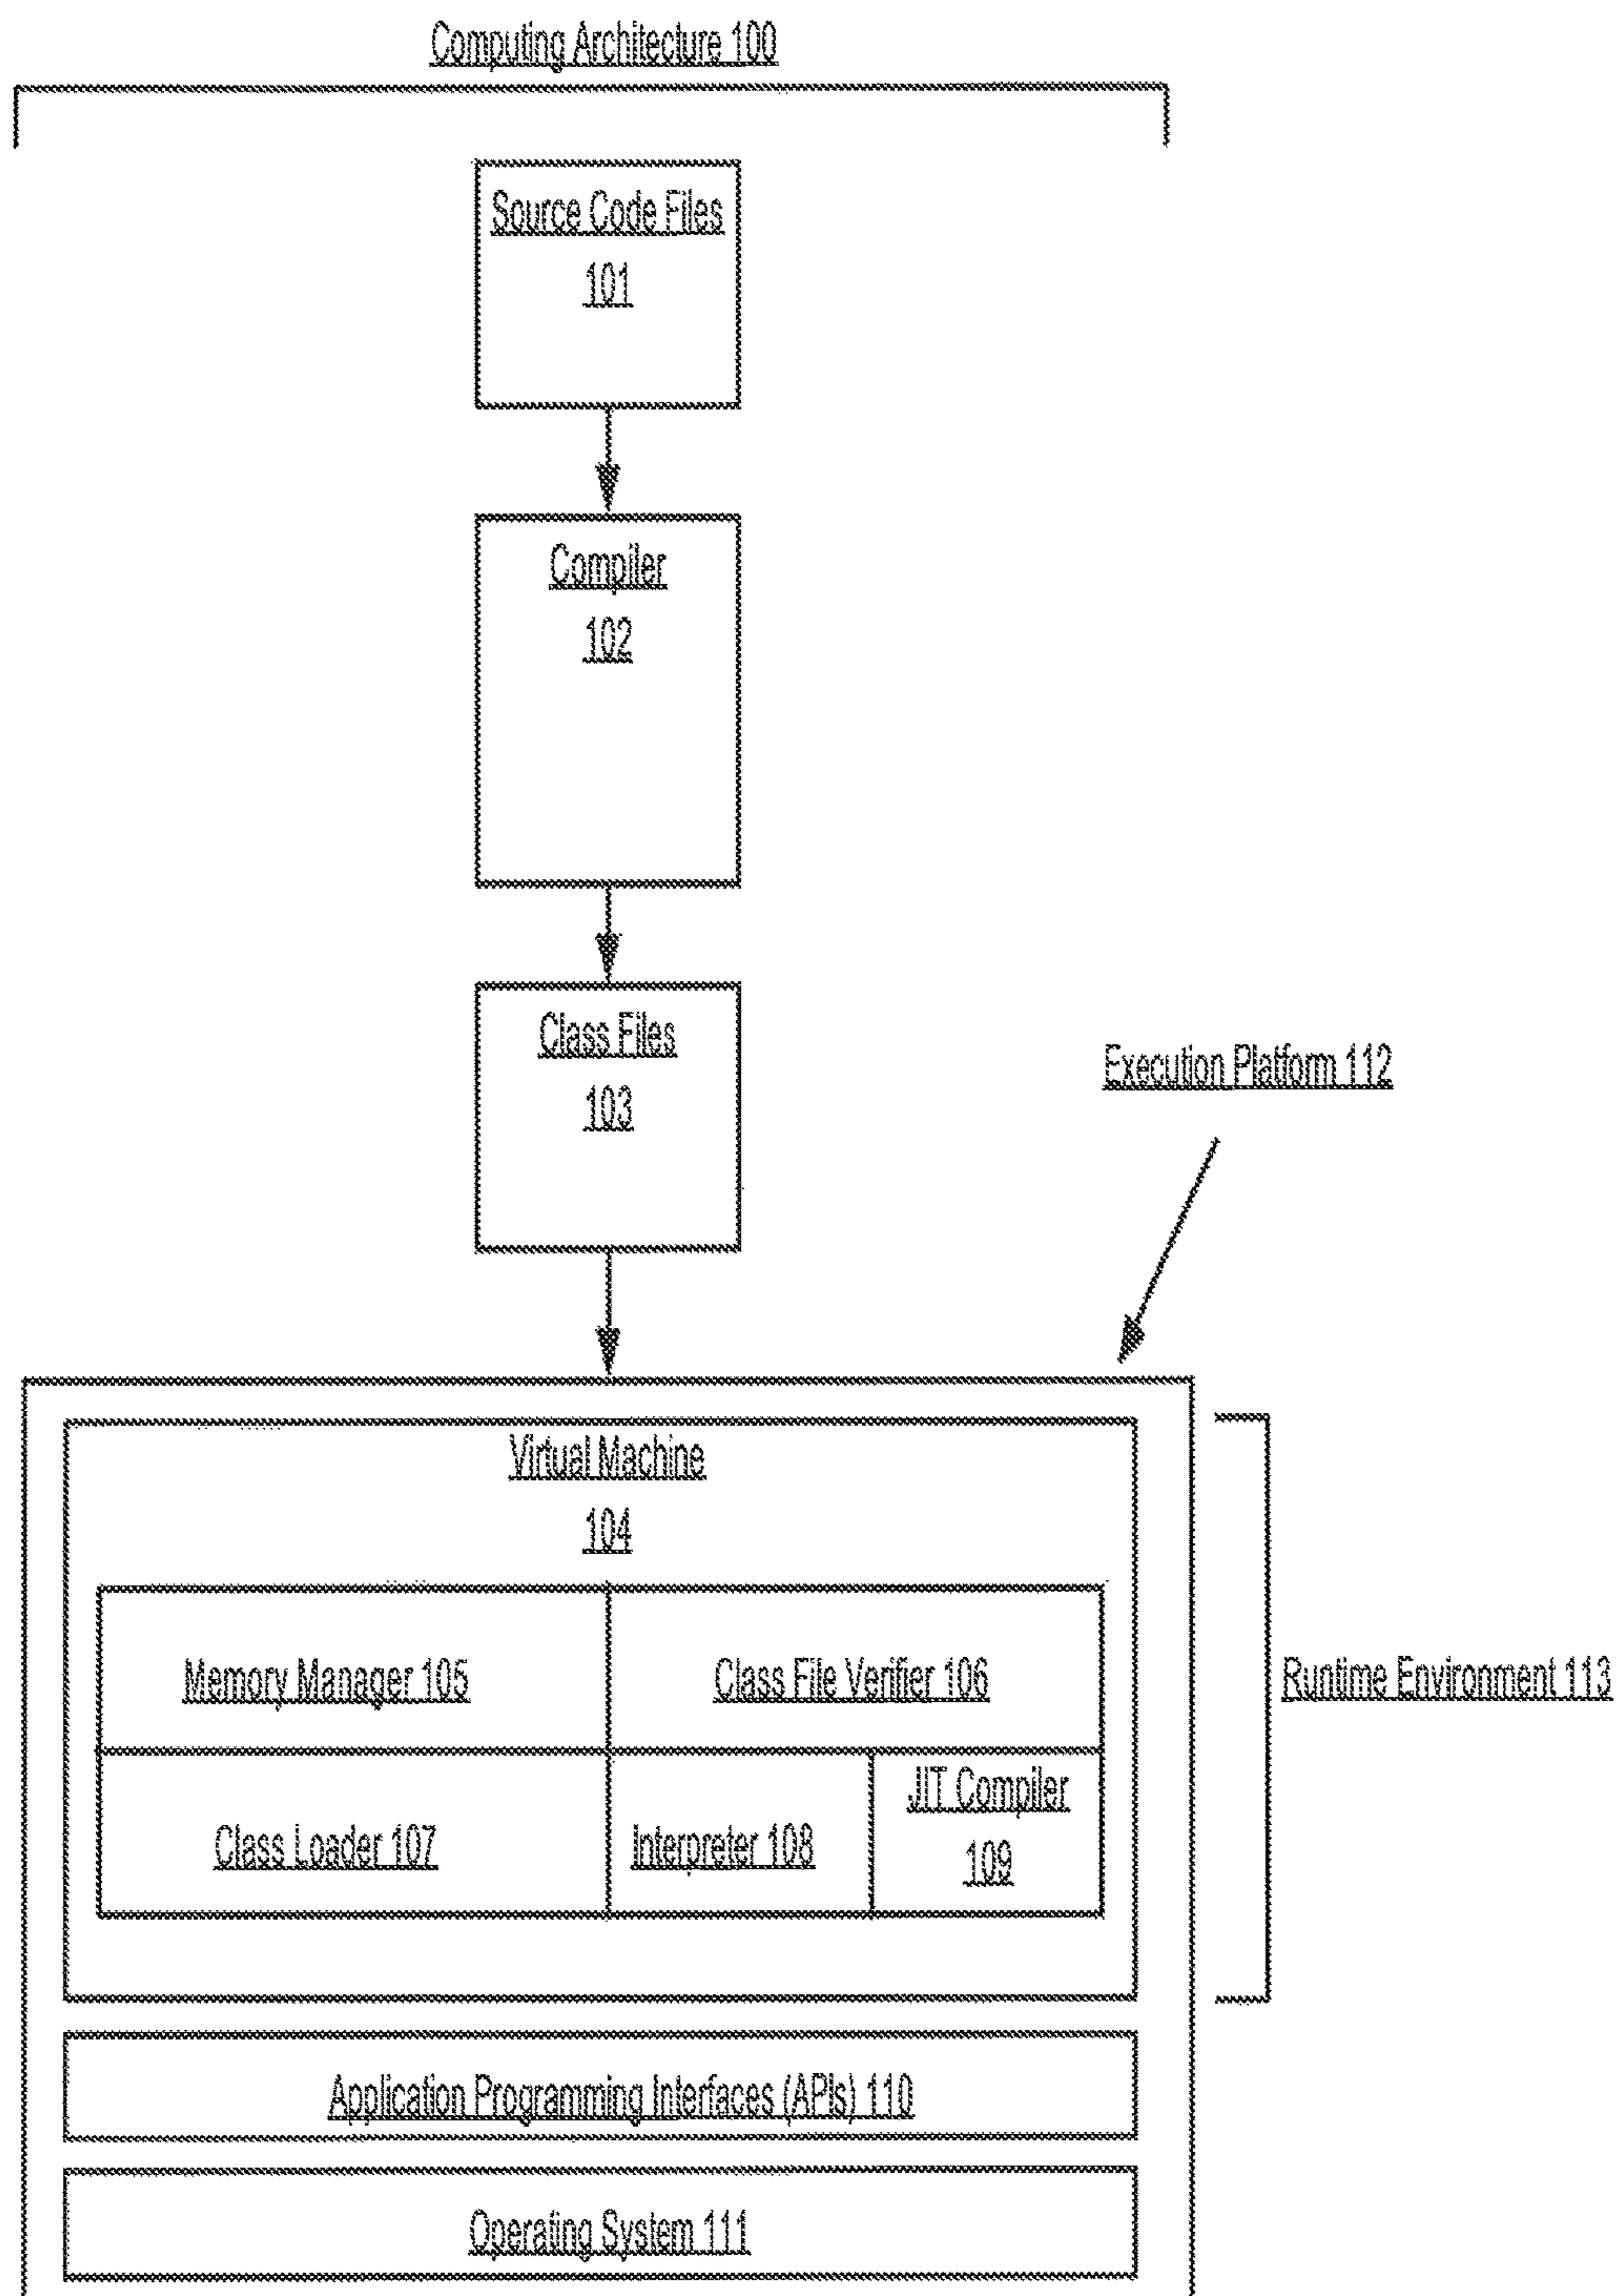 Computing Architecture 100
Source Code Files
101
Compiler
102
Class Files
103
Execution Platform 112
Virtual Machine
104
Memory Manager 105
Class File Verifier 106
Runtime Environment 113
Class Loader 107
Interpreter 108
JIT Compiler
109
Application Programming Interfaces (APIs) 110
Operating System 111